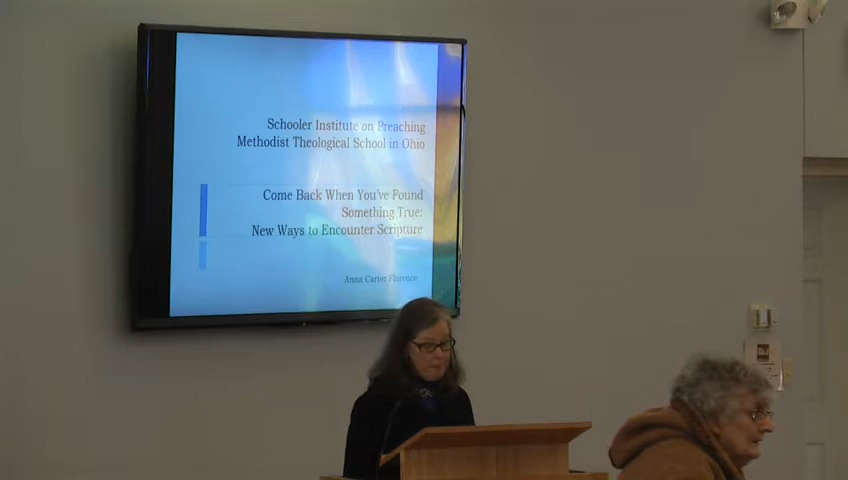 Schooler Institute on Preaching
Methodist Theological School in Ohio
Come Back When You've Found
Something True:
New Ways to Encounter Scripture
Anna Carter Florence